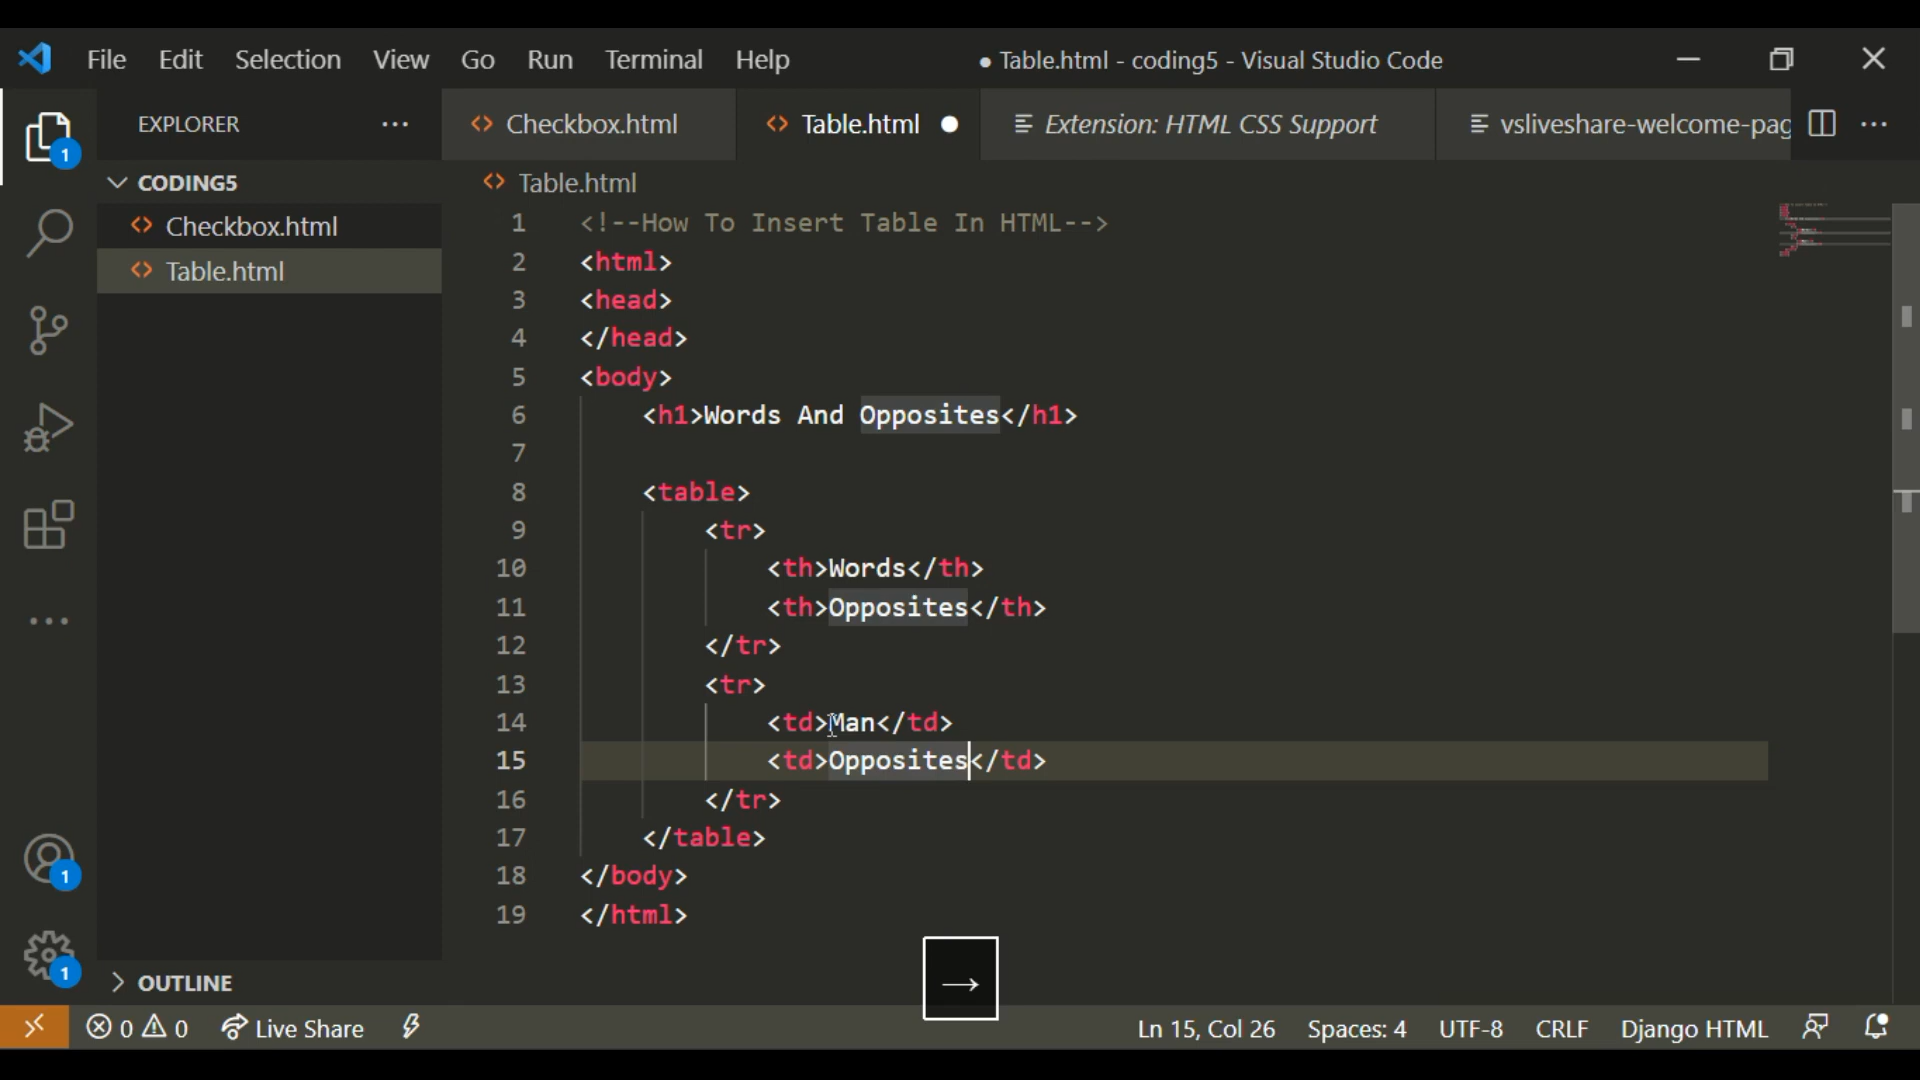 File Edit Selection View Go Run Terminal Help ● Table.html - coding5 - Visual Studio Code
EXPLORER ··· Checkbox.html Table.html ● Extension: HTML CSS Support vsliveshare-welcome-pag ···
1
CODING5
Table.html
Checkbox.html
Table.html
1 <!--How To Insert Table In HTML-->
2 <html>
3 <head>
4 </head>
5 <body>
6 <h1>Words And Opposites</h1>
7
8 <table>
9 <tr>
10 <th>Words</th>
11 <th>Opposites</th>
12 </tr>
13 <tr>
14 <td>Man</td>
15 <td>Opposites</td>
16 </tr>
17 </table>
18 </body>
19 </html>
1
1
OUTLINE
→
0 0 Live Share Ln 15, Col 26 Spaces: 4 UTF-8 CRLF Django HTML